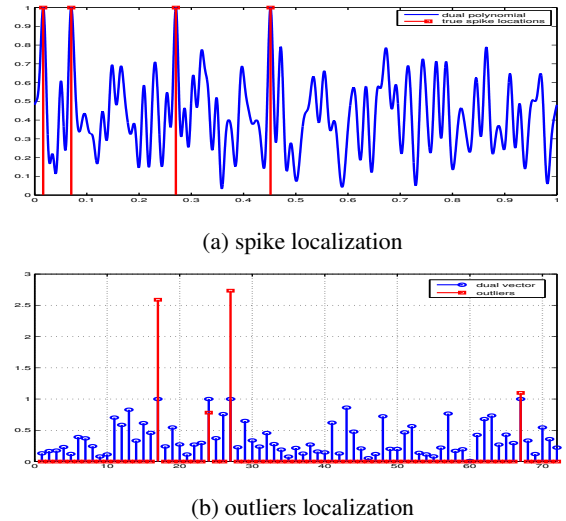 1
0.9
0.8
0.7
0.6
0.5
0.4
0.3
0.2
0.1
0
dual polynomial
true spike locations
0 0.1 0.2 0.3 0.4 0.5 0.6 0.7 0.8 0.9 1
(a) spike localization
3
2.5
2
1.5
1
0.5
0
dual vector
outliers
0 10 20 30 40 50 60 70
(b) outliers localization